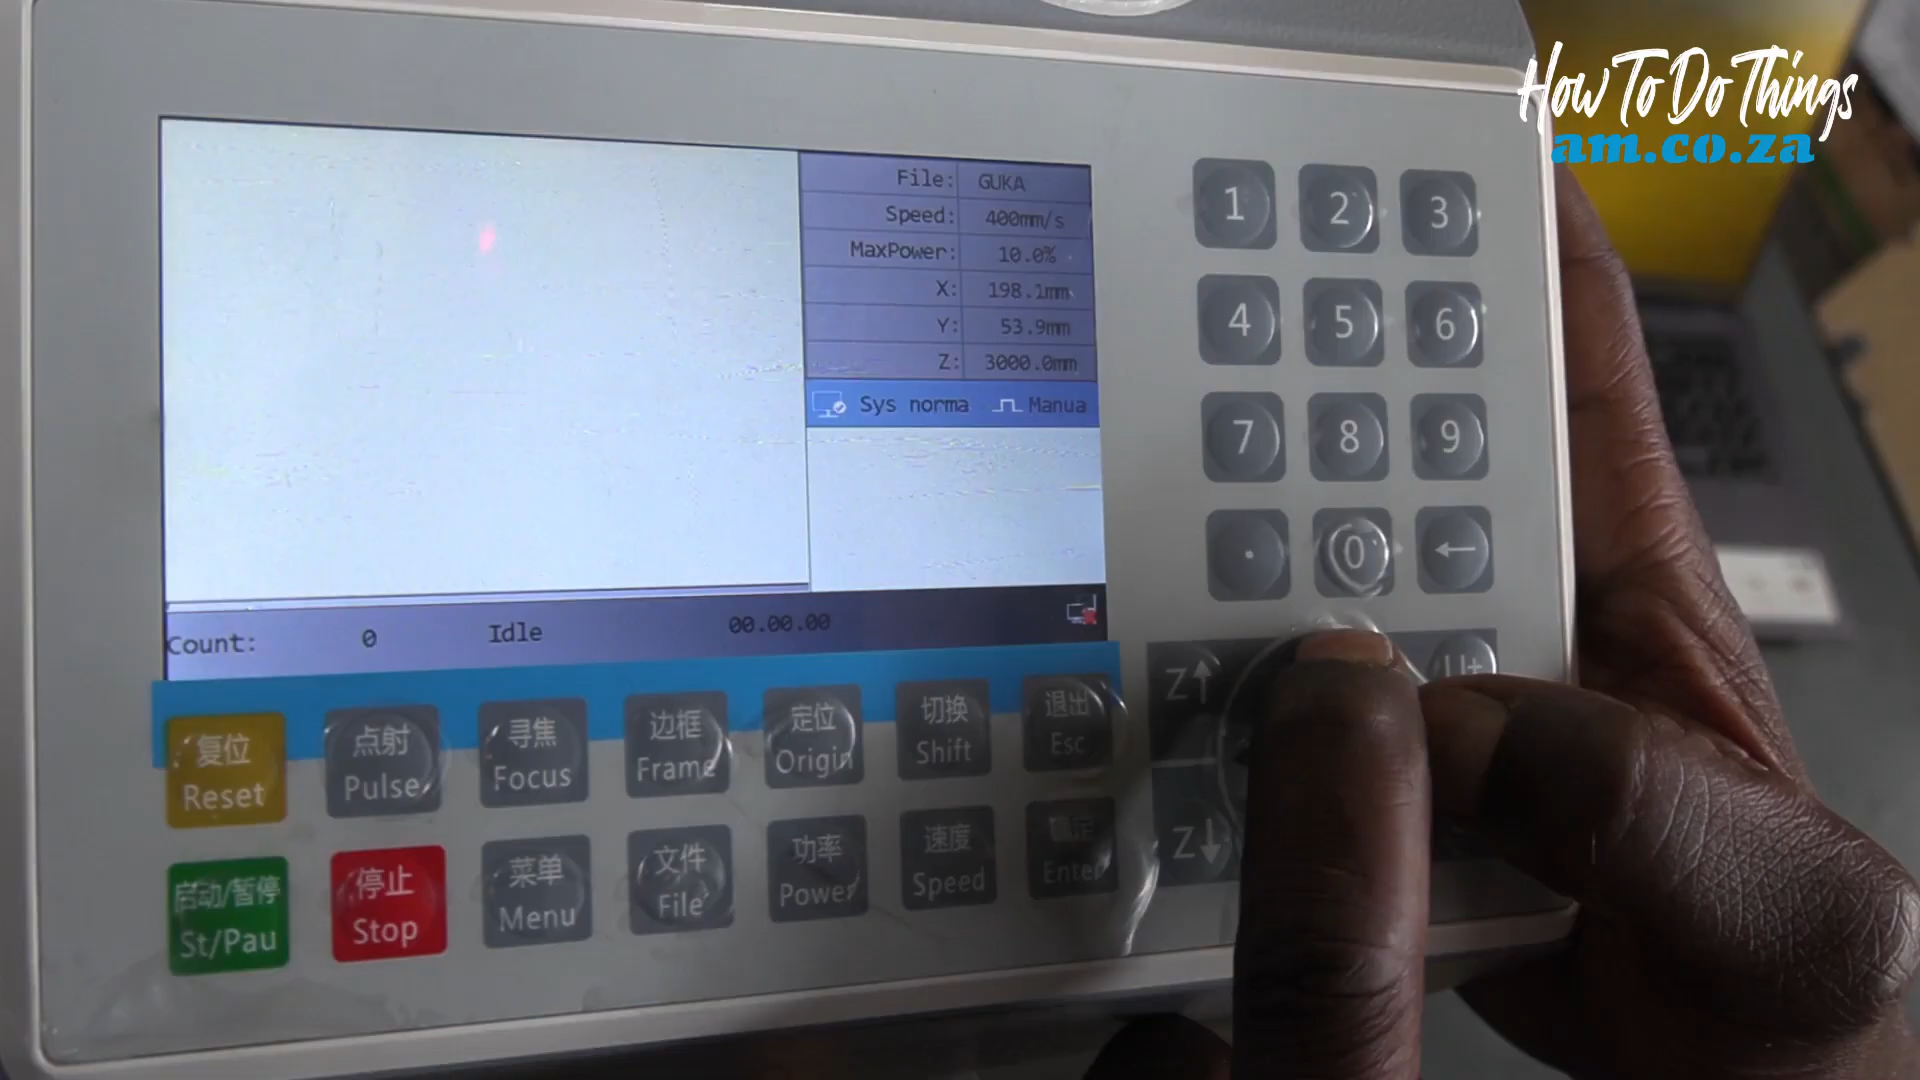 How To Do Things
am.co.za
File: GUKA
Speed: 400mm/s
MaxPower: 10.0%
X: 198.1mm
Y: 53.9mm
Z: 3000.0mm
Sys norma Manua
Count: 0 Idle 00.00.00
1 2 3
4 5 6
7 8 9
. 0 ←
Z↑ U+
Z↓
复位
Reset
点射
Pulse
寻焦
Focus
边框
Frame
定位
Origin
切换
Shift
退出
Esc
启动/暂停
St/Pau
停止
Stop
菜单
Menu
文件
File
功率
Power
速度
Speed
Enter